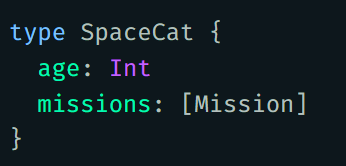 type SpaceCat {
  age: Int
  missions: [Mission]
}